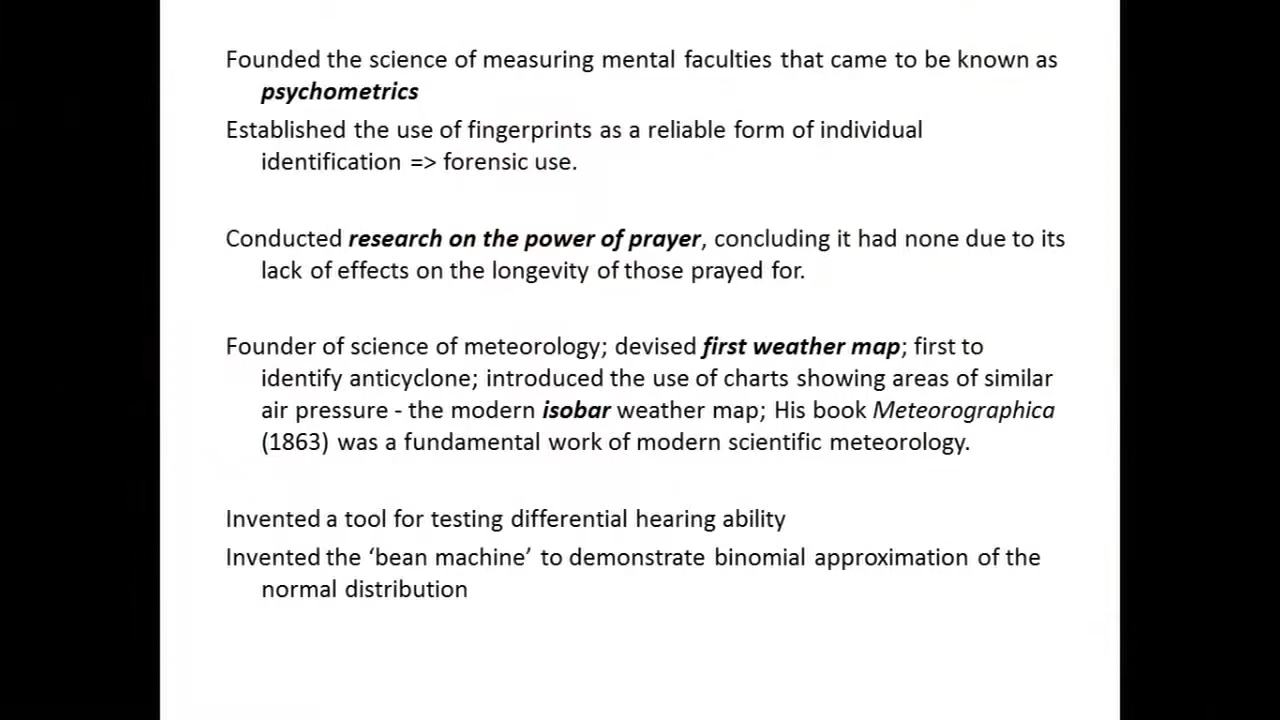 Founded the science of measuring mental faculties that came to be known as
psychometrics
Established the use of fingerprints as a reliable form of individual
identification => forensic use.
Conducted research on the power of prayer, concluding it had none due to its
lack of effects on the longevity of those prayed for.
Founder of science of meteorology; devised first weather map; first to
identify anticyclone; introduced the use of charts showing areas of similar
air pressure - the modern isobar weather map; His book Meteorographica
(1863) was a fundamental work of modern scientific meteorology.
Invented a tool for testing differential hearing ability
Invented the ‘bean machine’ to demonstrate binomial approximation of the
normal distribution